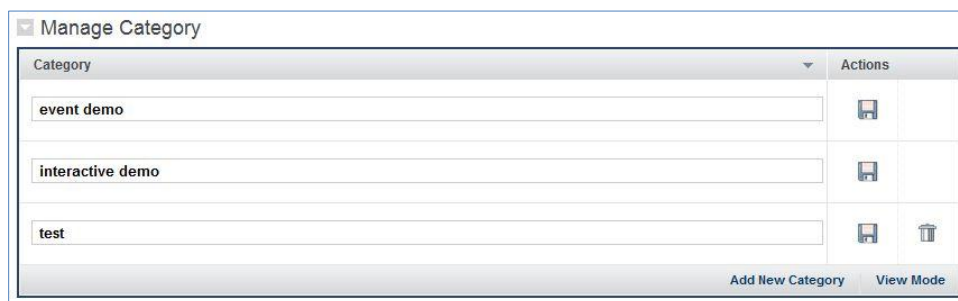 Manage Category
Category Actions
event demo
interactive demo
test
Add New Category View Mode